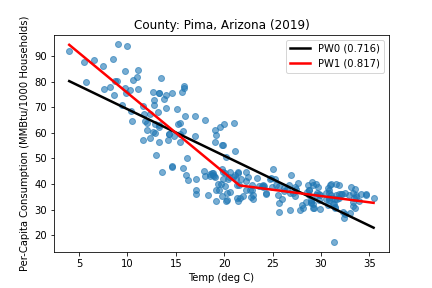 County: Pima, Arizona (2019)
PW0 (0.716)
PW1 (0.817)
Per-Capita Consumption (MMBtu/1000 Households)
90
80
70
60
50
40
30
20
5 10 15 20 25 30 35
Temp (deg C)